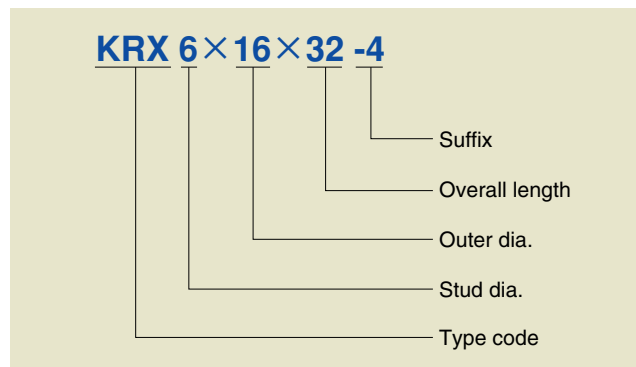 KRX 6×16×32 -4
Suffix
Overall length
Outer dia.
Stud dia.
Type code